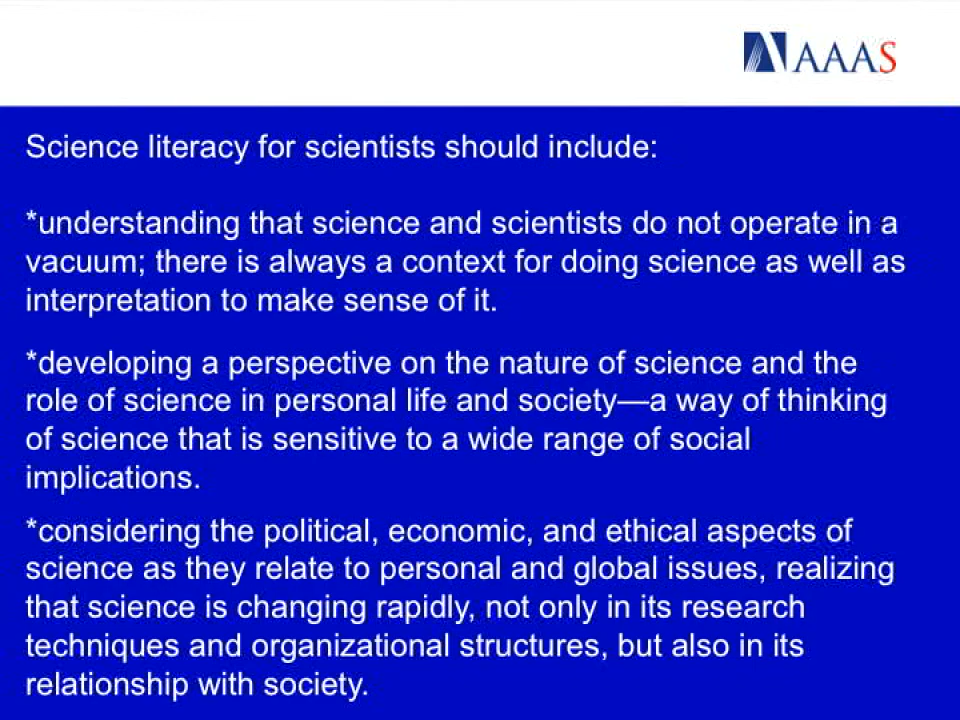 AAAS
Science literacy for scientists should include:
*understanding that science and scientists do not operate in a
vacuum; there is always a context for doing science as well as
interpretation to make sense of it.
*developing a perspective on the nature of science and the
role of science in personal life and society—a way of thinking
of science that is sensitive to a wide range of social
implications.
*considering the political, economic, and ethical aspects of
science as they relate to personal and global issues, realizing
that science is changing rapidly, not only in its research
techniques and organizational structures, but also in its
relationship with society.